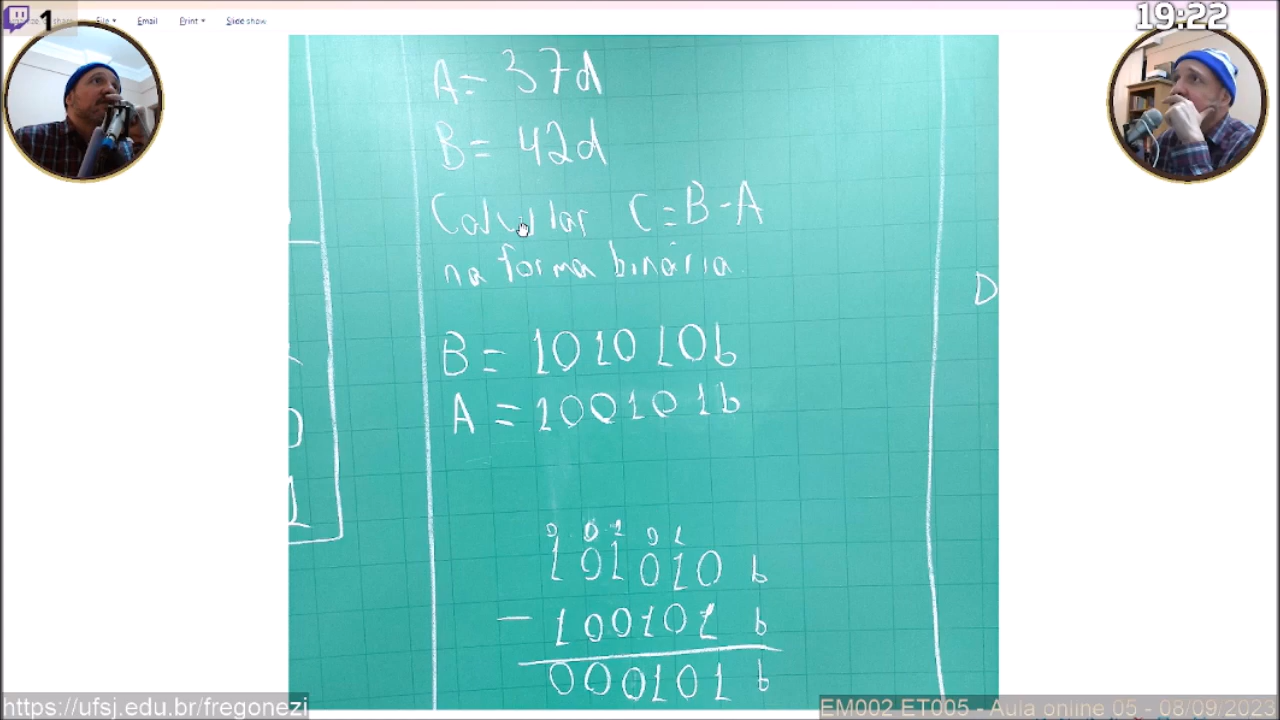 1
File
Email
Print
Slide show
19:22
A = 37d
B = 42d
Calcular C=B-A
na forma binária.
D
B = 101010b
A = 100101b
0 0 1 0 1
101010 b
- 100101 b
000101 b
https://ufsj.edu.br/fregonezi
EM002 ET005 - Aula online 05 - 08/09/2023